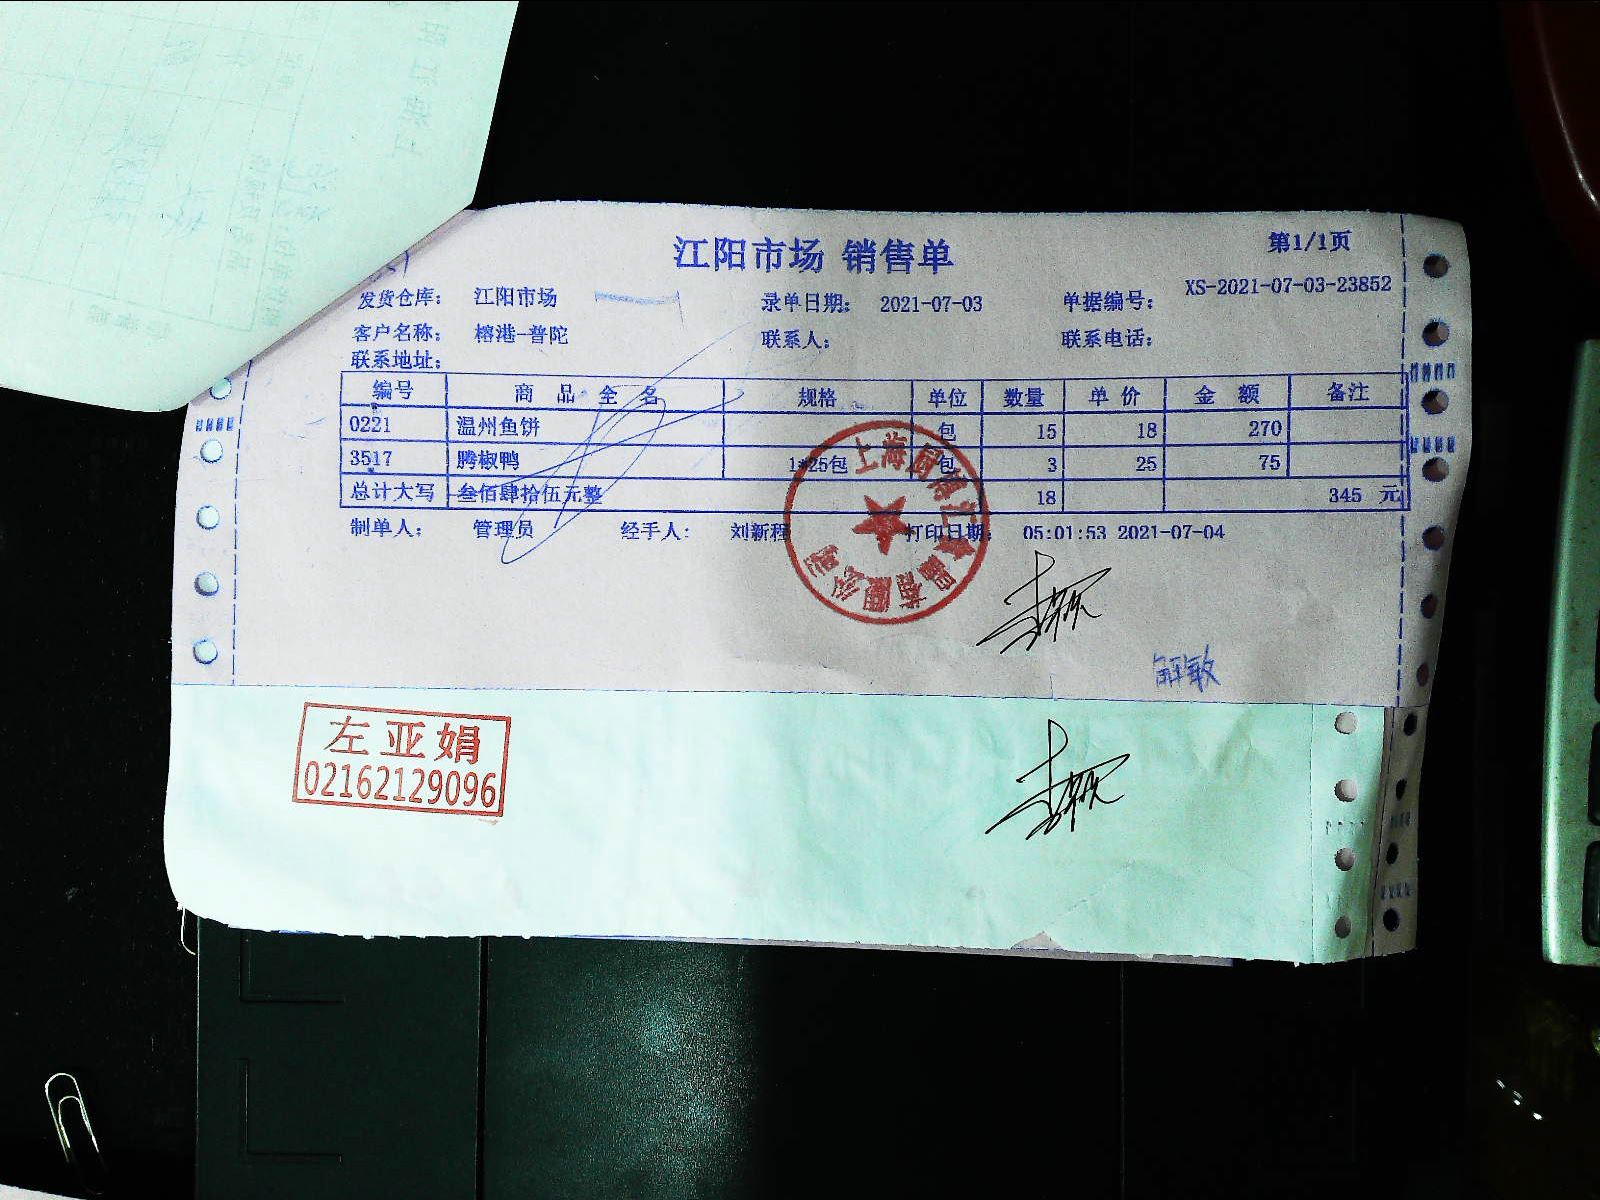 江阳市场 销售单
第1/1页
发货仓库： 江阳市场 录单日期： 2021-07-03 单据编号： XS-2021-07-03-23852
客户名称： 榕港-普陀 联系人： 联系电话：
联系地址：
编号 商品全名 规格 单位 数量 单价 金额 备注
0221 温州鱼饼 包 15 18 270
3517 腾椒鸭 1*25包 包 3 25 75
总计大写 叁佰肆拾伍元整 18 345 元
制单人： 管理员 经手人： 刘新程 打印日期： 05:01:53 2021-07-04
左亚娟
02162129096